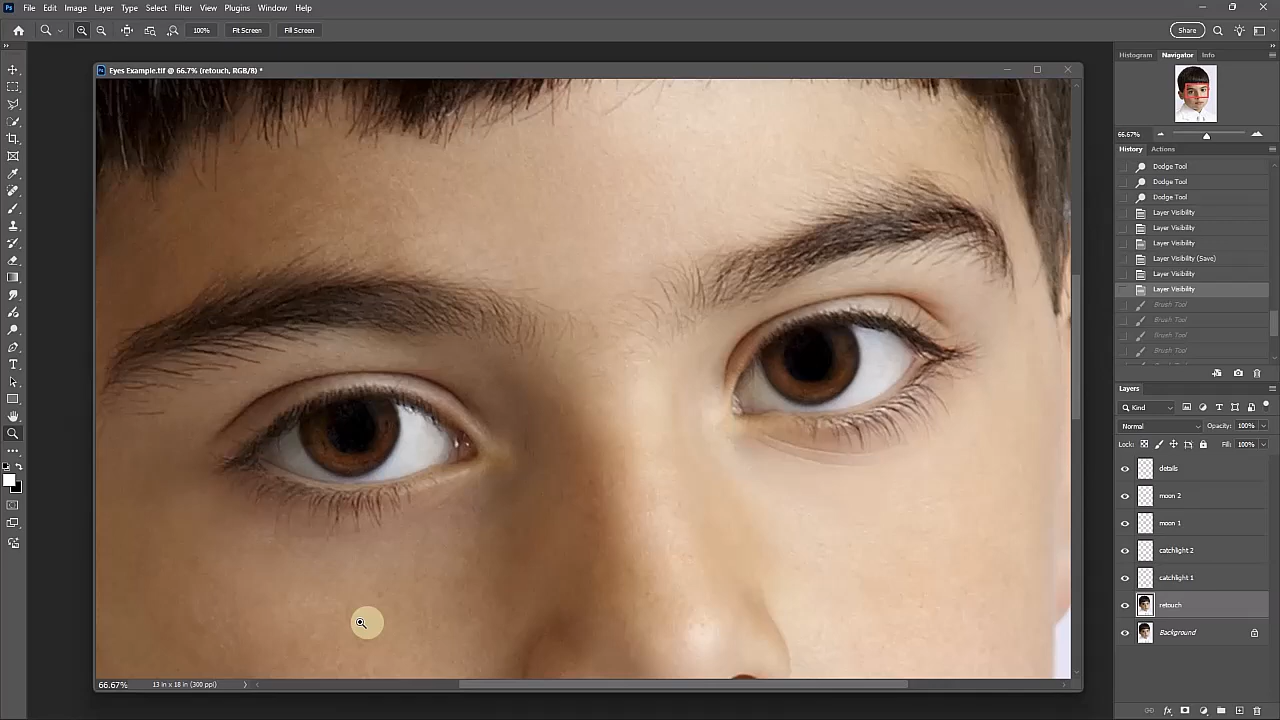 File Edit Image Layer Type Select Filter View Plugins Window Help
100% Fit Screen Fill Screen Share
Eyes Example.tif @ 66.7% (retouch, RGB/8) *
Histogram Navigator Info
66.67%
History Actions
Dodge Tool
Dodge Tool
Dodge Tool
Layer Visibility
Layer Visibility
Layer Visibility
Layer Visibility (Save)
Layer Visibility
Layer Visibility
Brush Tool
Brush Tool
Brush Tool
Brush Tool
Layers
Kind
Normal Opacity: 100%
Lock: Fill: 100%
details
moon 2
moon 1
catchlight 2
catchlight 1
retouch
Background
66.67% 13 in x 18 in (300 ppi)